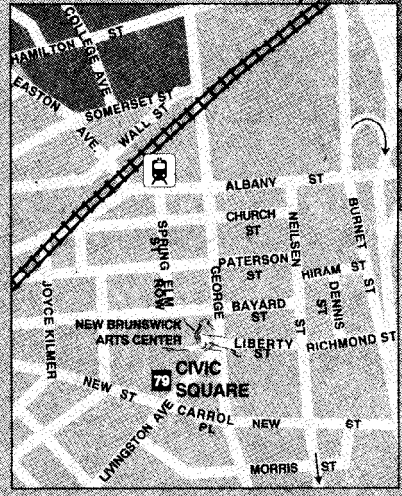 HAMILTON ST
COLLEGE AVE
EASTON AVE.
SOMERSET ST
WALL ST
ALBANY ST
CHURCH ST
SPRING ST
ELM ROW
GEORGE
NEILSEN ST
BURNET ST
PATERSON ST
HIRAM ST
DENNIS ST
BAYARD ST
JOYCE KILMER
NEW BRUNSWICK
ARTS CENTER
LIBERTY ST
RICHMOND ST
79 CIVIC
SQUARE
NEW ST
LIVINGSTON AVE
CARROL PL
NEW ST
MORRIS ST